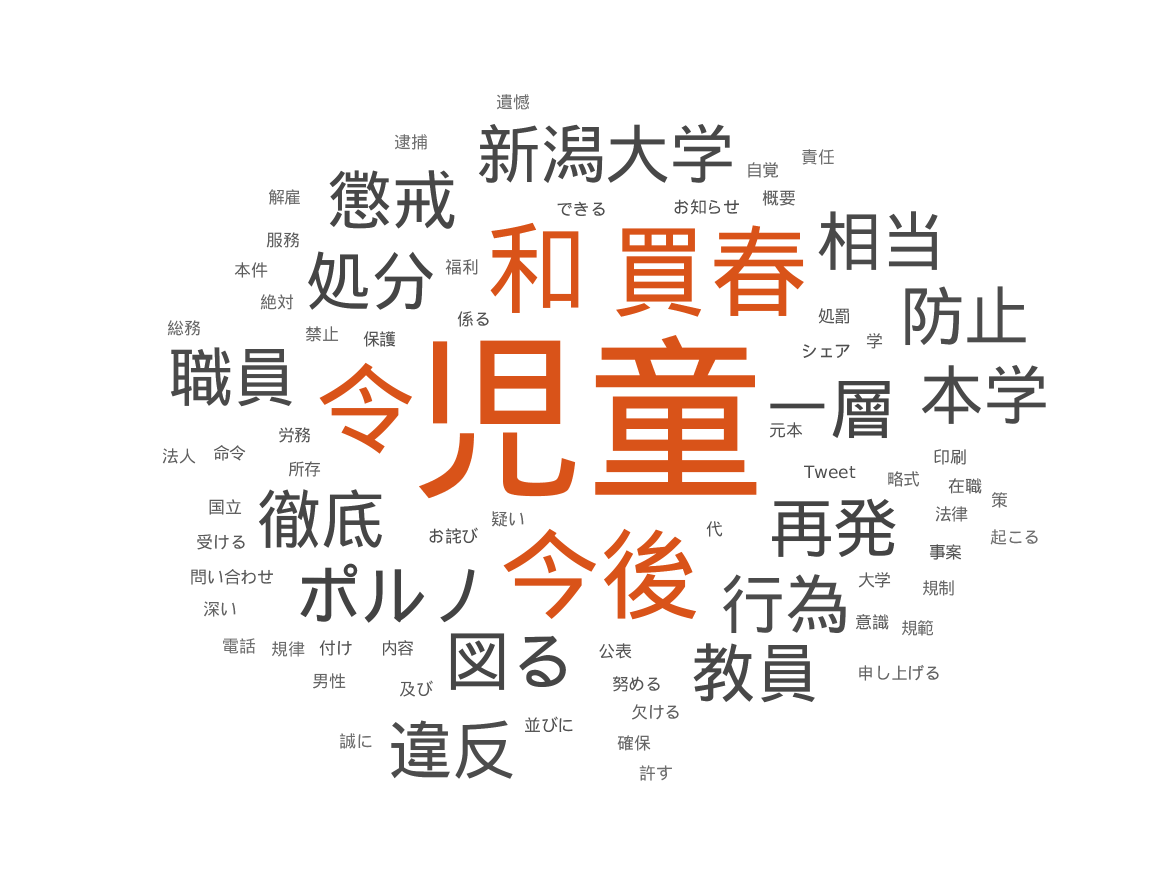 遺憾
逮捕
新潟大学
責任
自覚
解雇
懲戒
できる
お知らせ
概要
服務
和
買春
相当
本件
処分
福利
絶対
係る
処罰
防止
総務
禁止
保護
シェア
学
職員
令
児童
一層
本学
元本
労務
法人
命令
所存
Tweet
略式
印刷
在職
策
国立
徹底
疑い
代
再発
法律
受ける
お詫び
今後
事案
起こる
問い合わせ
ポルノ
行為
大学
規制
深い
意識
規範
電話
規律
付け
内容
図る
公表
教員
男性
及び
努める
申し上げる
欠ける
誠に
違反
並びに
確保
許す